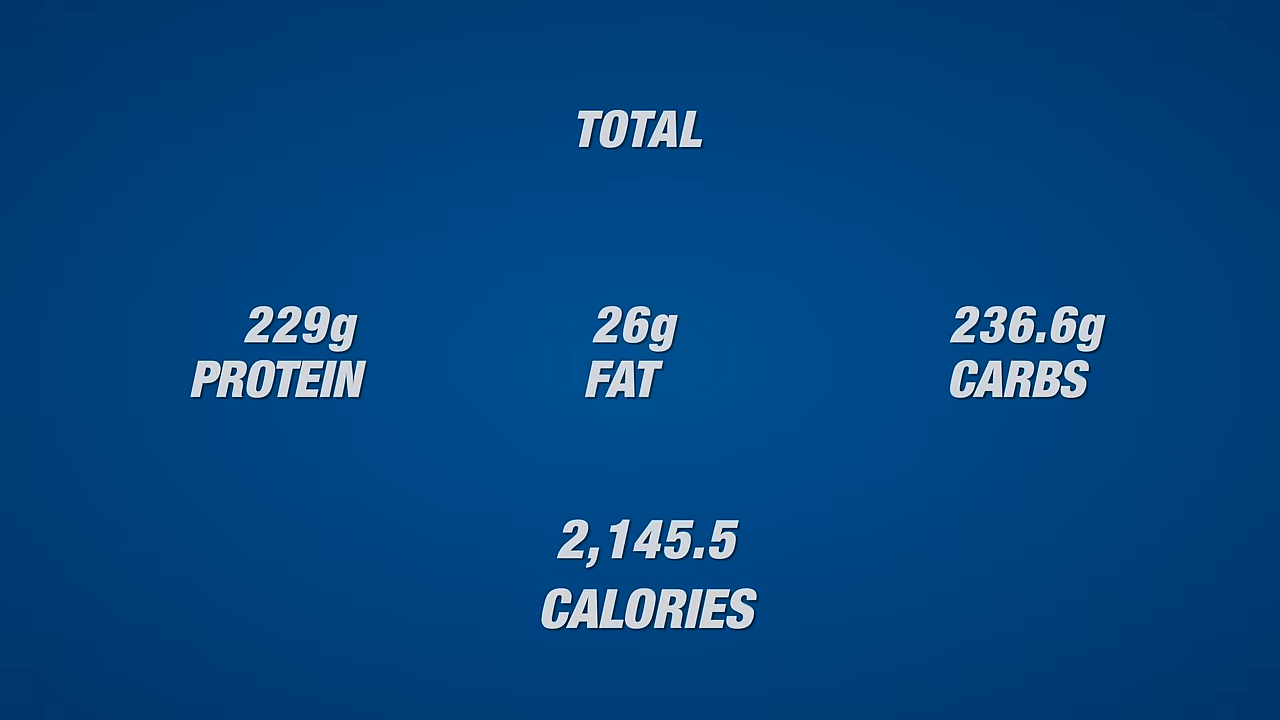 TOTAL
229g
PROTEIN
26g
FAT
236.6g
CARBS
2,145.5
CALORIES